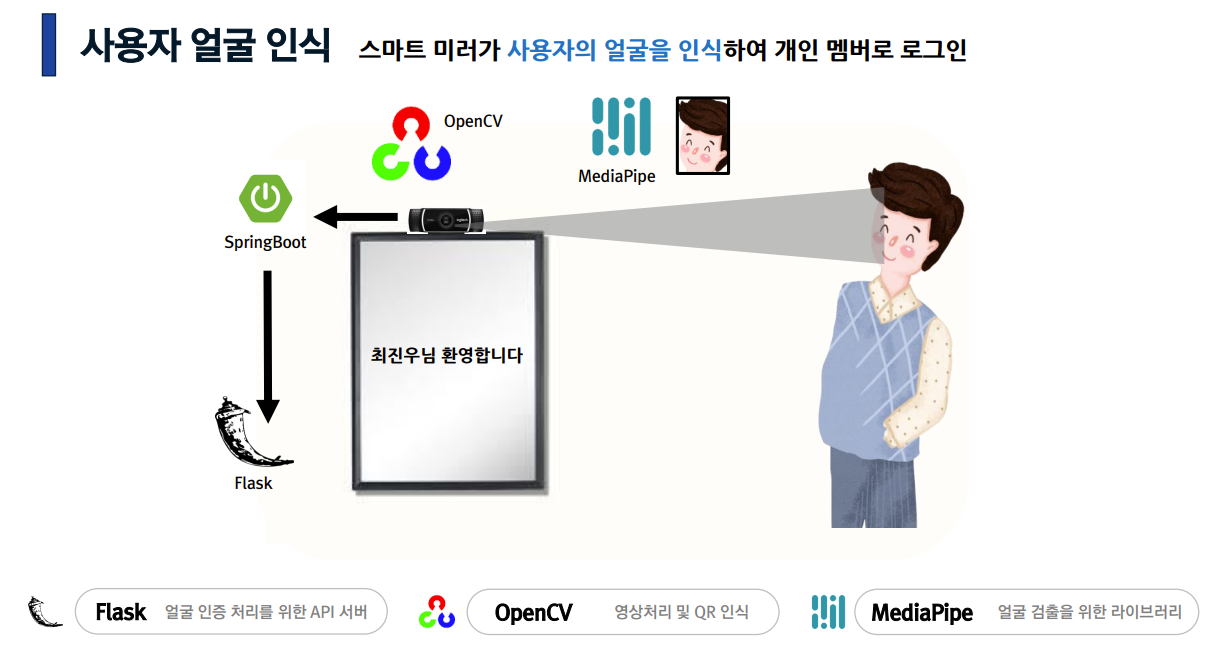 사용자 얼굴 인식 스마트 미러가 사용자의 얼굴을 인식하여 개인 멤버로 로그인
OpenCV
MediaPipe
SpringBoot
최진우님 환영합니다
Flask
Flask 얼굴 인증 처리를 위한 API 서버
OpenCV 영상처리 및 QR 인식
MediaPipe 얼굴 검출을 위한 라이브러리